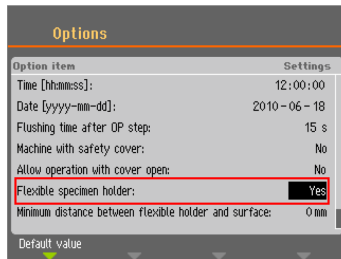 Options
Option item Settings
Time [hh:mm:ss]: 12:00:00
Date [yyyy-mm-dd]: 2010-06-18
Flushing time after OP step: 15 s
Machine with safety cover: No
Allow operation with cover open: No
Flexible specimen holder: Yes
Minimum distance between flexible holder and surface: 0 mm
Default value